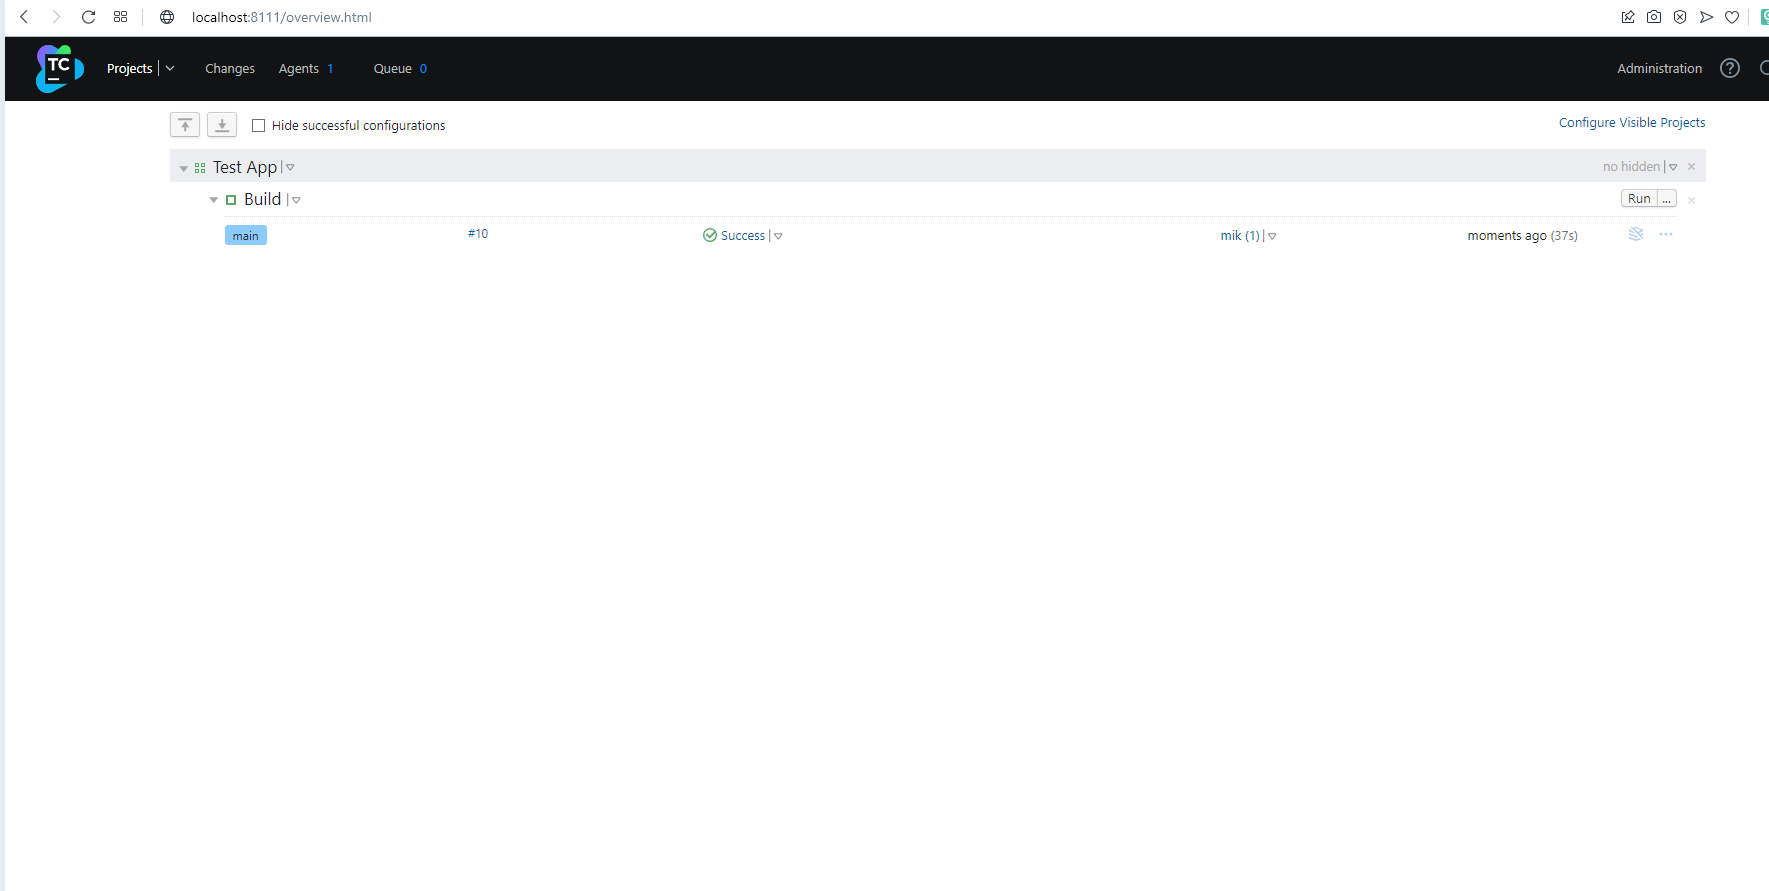 localhost:8111/overview.html
TC Projects Changes Agents 1 Queue 0 Administration ?
Hide successful configurations Configure Visible Projects
Test App no hidden
Build Run ...
main #10 Success mik (1) moments ago (37s)